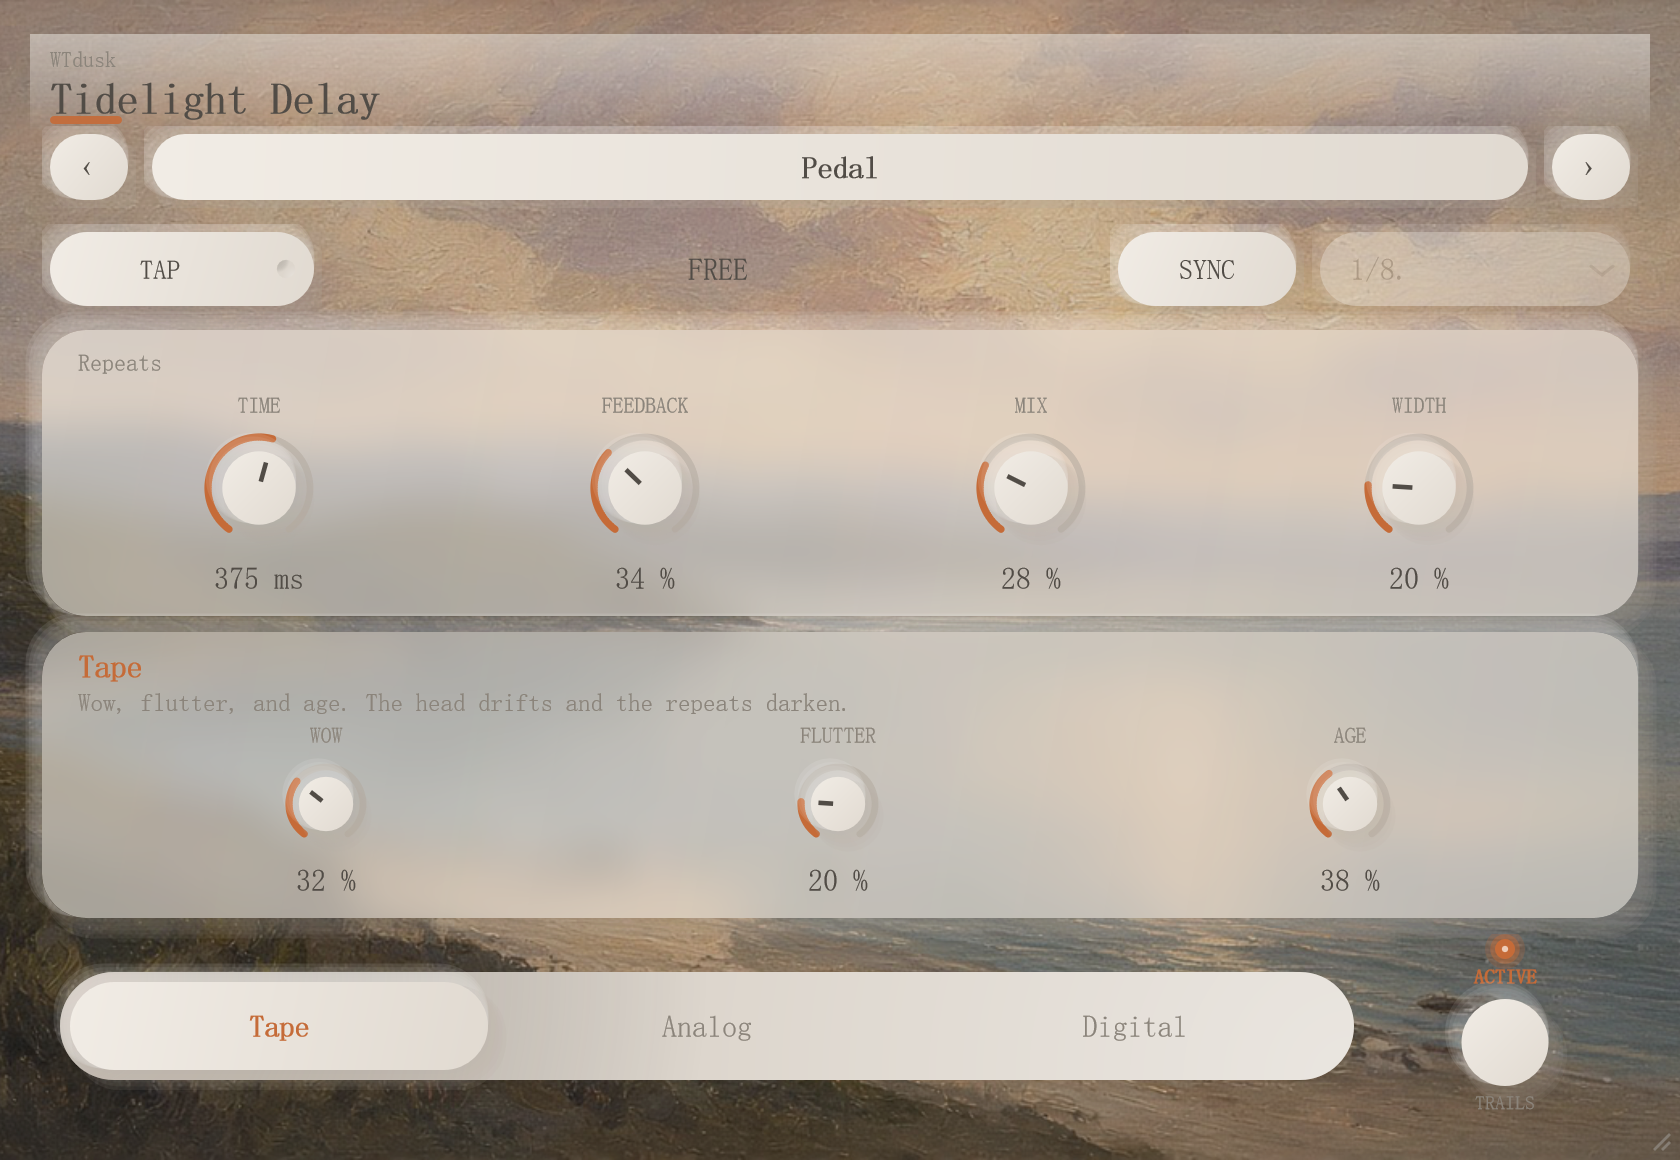 WTdusk
Tidelight Delay
‹ Pedal ›
TAP FREE SYNC 1/8.
Repeats
TIME FEEDBACK MIX WIDTH
375 ms 34 % 28 % 20 %
Tape
Wow, flutter, and age. The head drifts and the repeats darken.
WOW FLUTTER AGE
32 % 20 % 38 %
ACTIVE
Tape Analog Digital
TRAILS